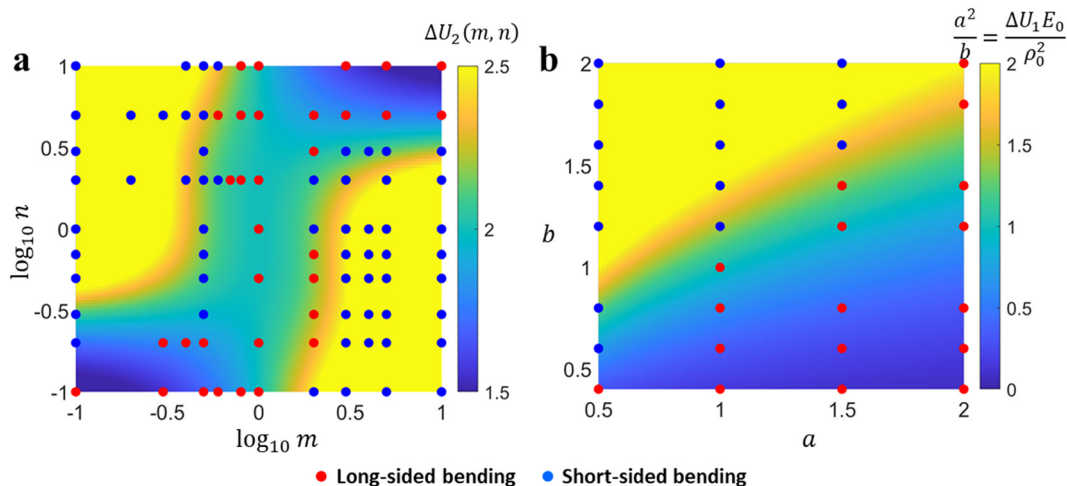 a
ΔU₂(m, n)
1
0.5
0
-0.5
-1
log₁₀ n
-1
-0.5
0
0.5
1
log₁₀ m
2.5
2
1.5
b
a²/b = ΔU₁E₀/ρ₀²
2
1.5
1
0.5
b
0.5
1
1.5
2
a
2
1.5
1
0.5
0
Long-sided bending
Short-sided bending